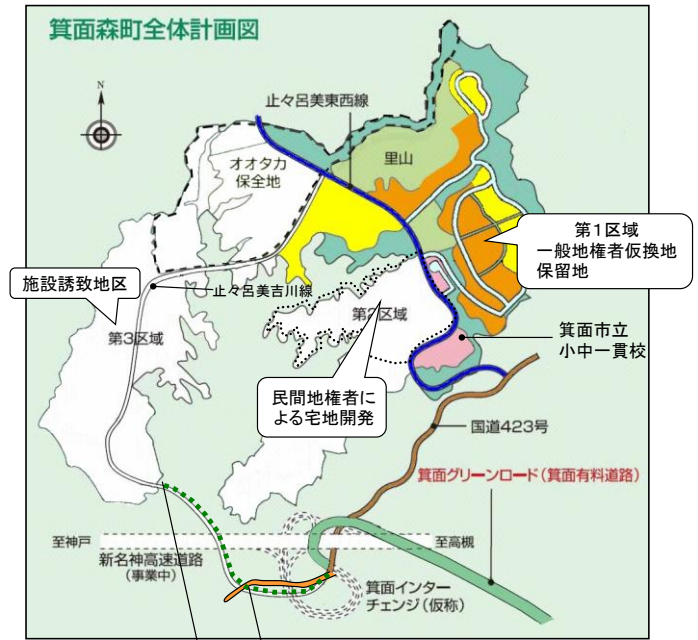 箕面森町全体計画図
N
止々呂美東西線
里山
オオタカ
保全地
第1区域
一般地権者仮換地
保留地
施設誘致地区
止々呂美吉川線
第3区域
第2区域
箕面市立
小中一貫校
民間地権者に
よる宅地開発
国道423号
箕面グリーンロード(箕面有料道路)
至神戸
至高槻
新名神高速道路
(事業中)
箕面インター
チェンジ(仮称)